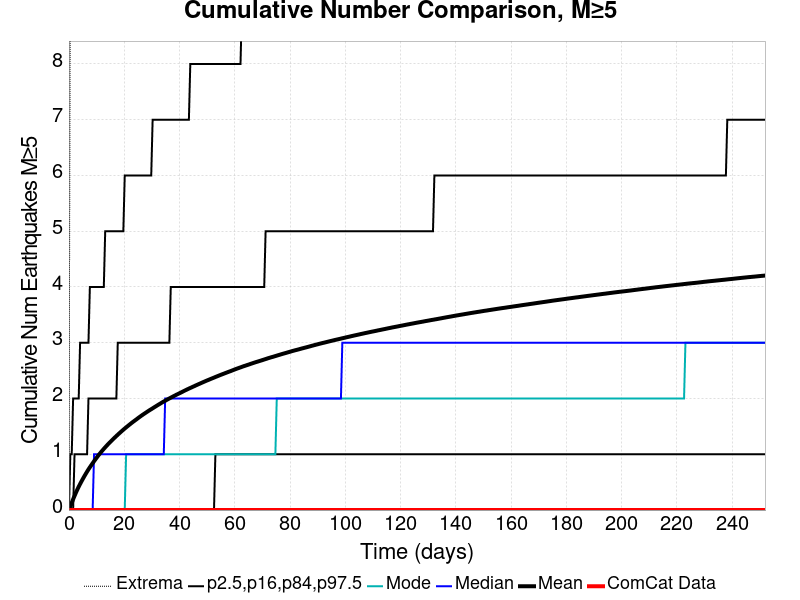 Cumulative Number Comparison, M≥5
Cumulative Num Earthquakes M≥5
8
7
6
5
4
3
2
1
0
0 20 40 60 80 100 120 140 160 180 200 220 240
Time (days)
Extrema p2.5,p16,p84,p97.5 Mode Median Mean ComCat Data